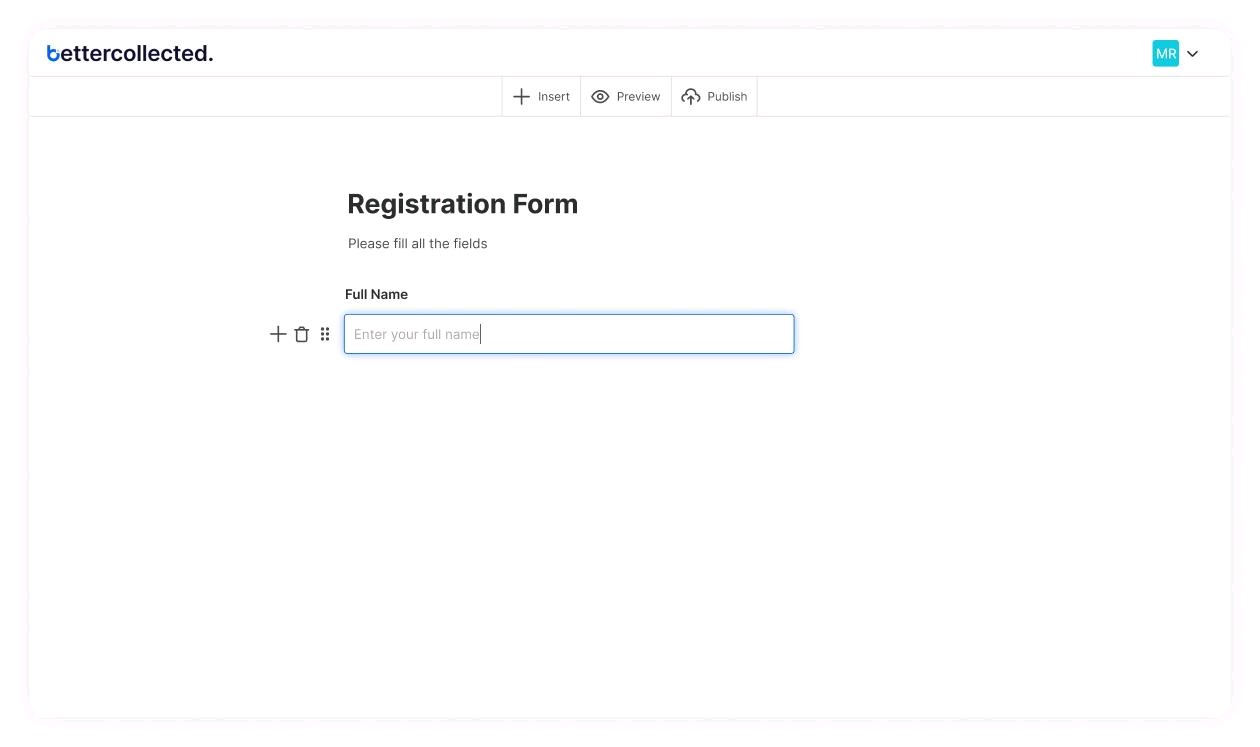 bettercollected.
MR
Insert
Preview
Publish
Registration Form
Please fill all the fields
Full Name
Enter your full name